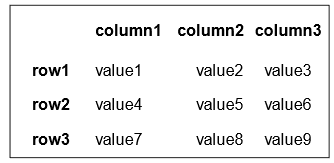 column1 column2 column3
row1 value1 value2 value3
row2 value4 value5 value6
row3 value7 value8 value9